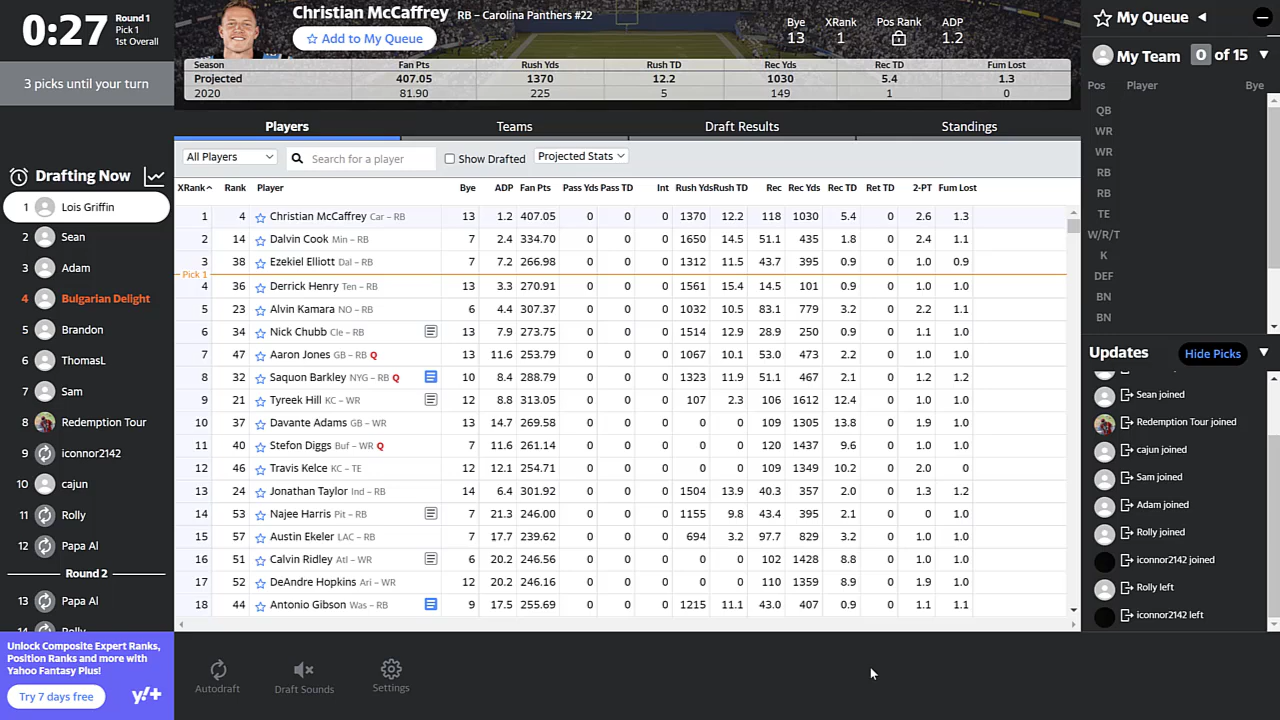 0:27
Round 1
Pick 1
1st Overall
3 picks until your turn
Drafting Now
1 Lois Griffin
2 Sean
3 Adam
4 Bulgarian Delight
5 Brandon
6 ThomasL
7 Sam
8 Redemption Tour
9 iconnor2142
10 cajun
11 Rolly
12 Papa Al
Round 2
13 Papa Al
14 Rolly
Unlock Composite Expert Ranks,
Position Ranks and more with
Yahoo Fantasy Plus!
Try 7 days free y!+
Christian McCaffrey RB – Carolina Panthers #22
Add to My Queue
Bye XRank Pos Rank ADP
13 1 1.2
Season Fan Pts Rush Yds Rush TD Rec Yds Rec TD Fum Lost
Projected 407.05 1370 12.2 1030 5.4 1.3
2020 81.90 225 5 149 1 0
Players Teams Draft Results Standings
All Players Search for a player Show Drafted Projected Stats
XRank Rank Player Bye ADP Fan Pts Pass Yds Pass TD Int Rush Yds Rush TD Rec Rec Yds Rec TD Ret TD 2-PT Fum Lost
1 4 Christian McCaffrey Car – RB 13 1.2 407.05 0 0 0 1370 12.2 118 1030 5.4 0 2.6 1.3
2 14 Dalvin Cook Min – RB 7 2.4 334.70 0 0 0 1650 14.5 51.1 435 1.8 0 2.4 1.1
3 38 Ezekiel Elliott Dal – RB 7 7.2 266.98 0 0 0 1312 11.5 43.7 395 0.9 0 1.0 0.9
Pick 1
4 36 Derrick Henry Ten – RB 13 3.3 270.91 0 0 0 1561 15.4 14.5 101 0.9 0 1.0 1.0
5 23 Alvin Kamara NO – RB 6 4.4 307.37 0 0 0 1032 10.5 83.1 779 3.2 0 2.2 1.1
6 34 Nick Chubb Cle – RB 13 7.9 273.75 0 0 0 1514 12.9 28.9 250 0.9 0 1.1 1.0
7 47 Aaron Jones GB – RB Q 13 11.6 253.79 0 0 0 1067 10.1 53.0 473 2.2 0 1.0 1.0
8 32 Saquon Barkley NYG – RB Q 10 8.4 288.79 0 0 0 1323 11.9 51.1 467 2.1 0 1.2 1.2
9 21 Tyreek Hill KC – WR 12 8.8 313.05 0 0 0 107 2.3 106 1612 12.4 0 1.0 1.0
10 37 Davante Adams GB – WR 13 14.7 269.58 0 0 0 0 0 109 1305 13.8 0 1.9 1.0
11 40 Stefon Diggs Buf – WR Q 7 11.6 261.14 0 0 0 0 0 120 1437 9.6 0 1.0 1.0
12 46 Travis Kelce KC – TE 12 12.1 254.71 0 0 0 0 0 109 1349 10.2 0 2.0 0
13 24 Jonathan Taylor Ind – RB 14 6.4 301.92 0 0 0 1504 13.9 40.3 357 2.0 0 1.3 1.2
14 53 Najee Harris Pit – RB 7 21.3 246.00 0 0 0 1155 9.8 43.4 395 2.1 0 0 1.0
15 57 Austin Ekeler LAC – RB 7 17.7 239.62 0 0 0 694 3.2 97.7 829 3.2 0 1.0 1.0
16 51 Calvin Ridley Atl – WR 6 20.2 246.56 0 0 0 0 0 102 1428 8.8 0 1.0 1.0
17 52 DeAndre Hopkins Ari – WR 12 20.2 246.16 0 0 0 0 0 110 1359 8.9 0 1.9 1.0
18 44 Antonio Gibson Was – RB 9 17.5 255.69 0 0 0 1215 11.1 43.0 407 0.9 0 1.1 1.1
Autodraft Draft Sounds Settings
My Queue
My Team 0 of 15
Pos Player Bye
QB
WR
WR
RB
RB
TE
W/R/T
K
DEF
BN
BN
Updates Hide Picks
Sean joined
Redemption Tour joined
cajun joined
Sam joined
Adam joined
Rolly joined
iconnor2142 joined
Rolly left
iconnor2142 left